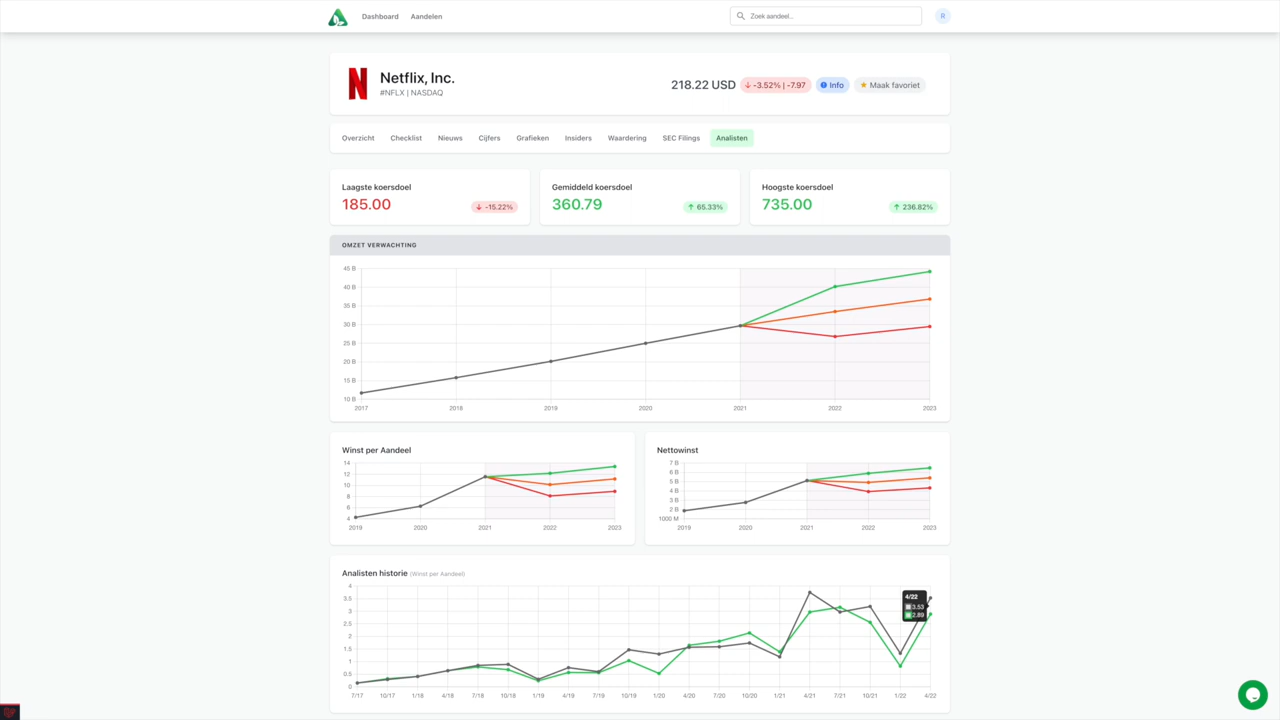 Dashboard Aandelen Zoek aandeel... R
Netflix, Inc.
#NFLX | NASDAQ
218.22 USD -3.52% | -7.97 Info Maak favoriet
Overzicht Checklist Nieuws Cijfers Grafieken Insiders Waardering SEC Filings Analisten
Laagste koersdoel
185.00 -15.22%
Gemiddeld koersdoel
360.79 65.33%
Hoogste koersdoel
735.00 236.82%
OMZET VERWACHTING
45 B
40 B
35 B
30 B
25 B
20 B
15 B
10 B
2017 2018 2019 2020 2021 2022 2023
Winst per Aandeel
14
12
10
8
6
4
2019 2020 2021 2022 2023
Nettowinst
7 B
6 B
5 B
4 B
3 B
2 B
1000 M
2019 2020 2021 2022 2023
Analisten historie (Winst per Aandeel)
4
3.5
3
2.5
2
1.5
1
0.5
0
7/17 10/17 1/18 4/18 7/18 10/18 1/19 4/19 7/19 10/19 1/20 4/20 7/20 10/20 1/21 4/21 7/21 10/21 1/22 4/22
4/22
3.53
2.89